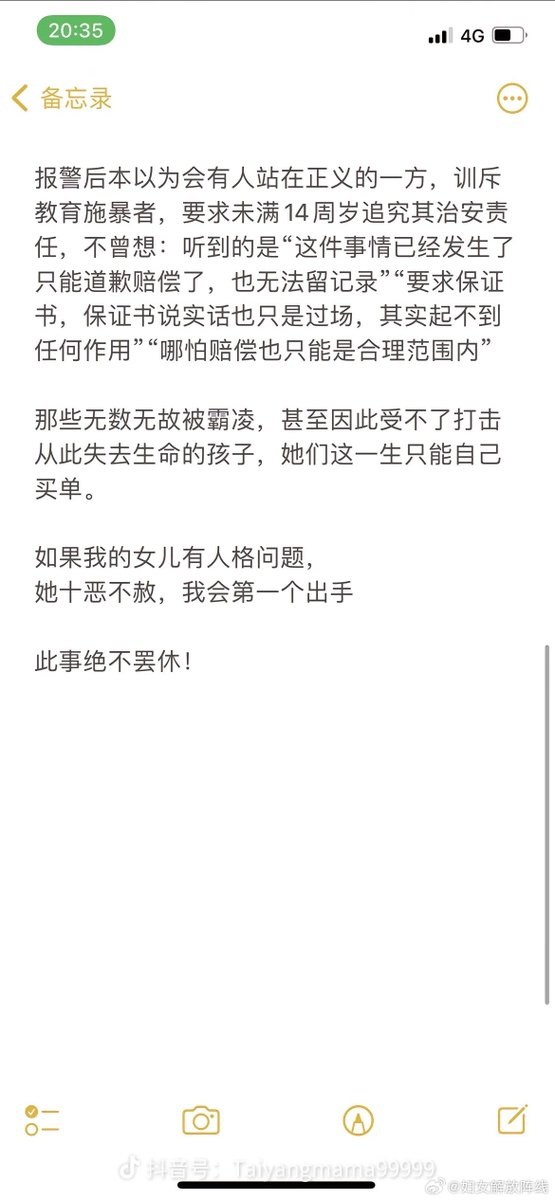 20:35
4G
备忘录
报警后本以为会有人站在正义的一方，训斥
教育施暴者，要求未满14周岁追究其治安责
任，不曾想：听到的是“这件事情已经发生了
只能道歉赔偿了，也无法留记录”“要求保证
书，保证书说实话也只是过场，其实起不到
任何作用”“哪怕赔偿也只能是合理范围内”
那些无数无故被霸凌，甚至因此受不了打击
从此失去生命的孩子，她们这一生只能自己
买单。
如果我的女儿有人格问题，
她十恶不赦，我会第一个出手
此事绝不罢休！
抖音号：Taiyangmama99999
@妇女解放阵线